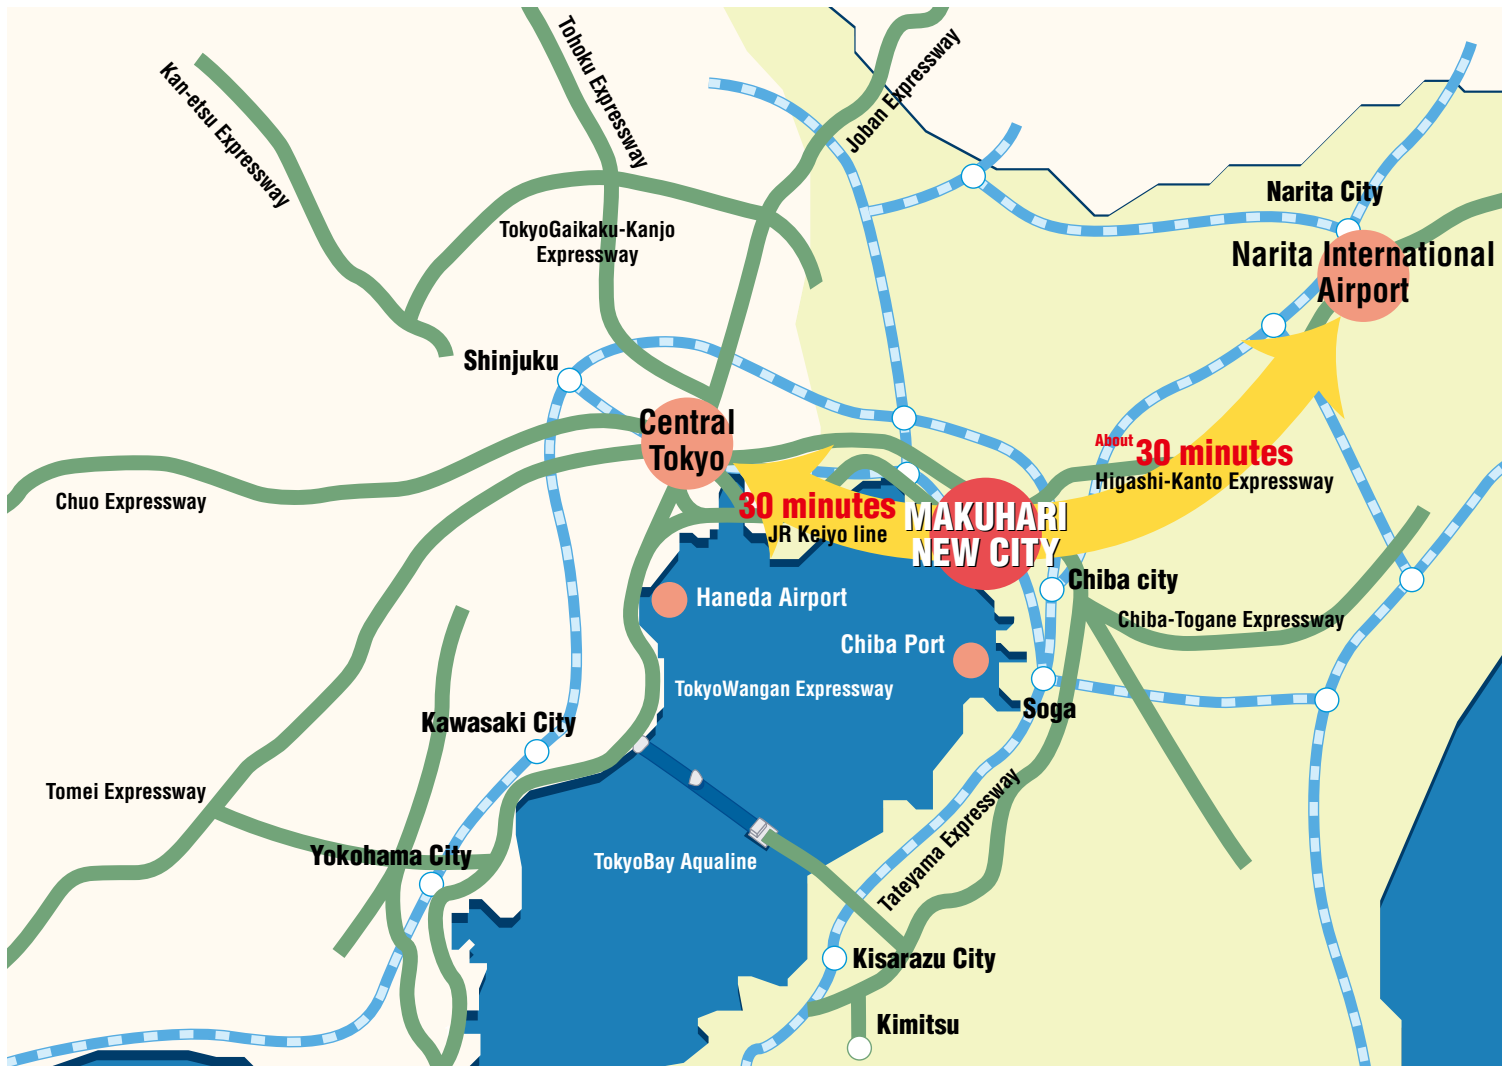 Tohoku Expressway
Joban Expressway
Kan-etsu Expressway
Narita City
TokyoGaikaku-Kanjo
Expressway
Narita International
Airport
Shinjuku
Central
Tokyo
About 30 minutes
Higashi-Kanto Expressway
Chuo Expressway
30 minutes
JR Keiyo line
MAKUHARI
NEW CITY
Chiba city
Haneda Airport
Chiba-Togane Expressway
Chiba Port
TokyoWangan Expressway
Soga
Kawasaki City
Tomei Expressway
Tateyama Expressway
Yokohama City
TokyoBay Aqualine
Kisarazu City
Kimitsu